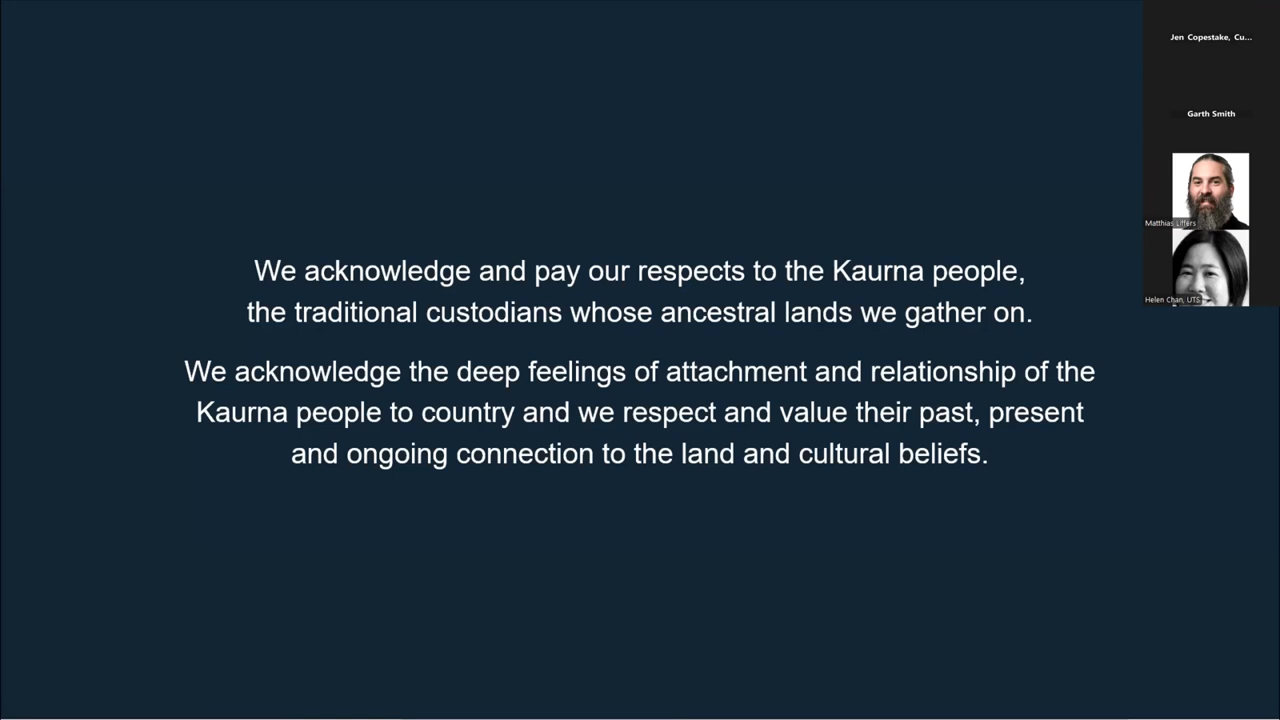 We acknowledge and pay our respects to the Kaurna people,
the traditional custodians whose ancestral lands we gather on.
We acknowledge the deep feelings of attachment and relationship of the
Kaurna people to country and we respect and value their past, present
and ongoing connection to the land and cultural beliefs.
Jen Copestake, Cu...
Garth Smith
Matthias Liffers
Helen Chan, UTS